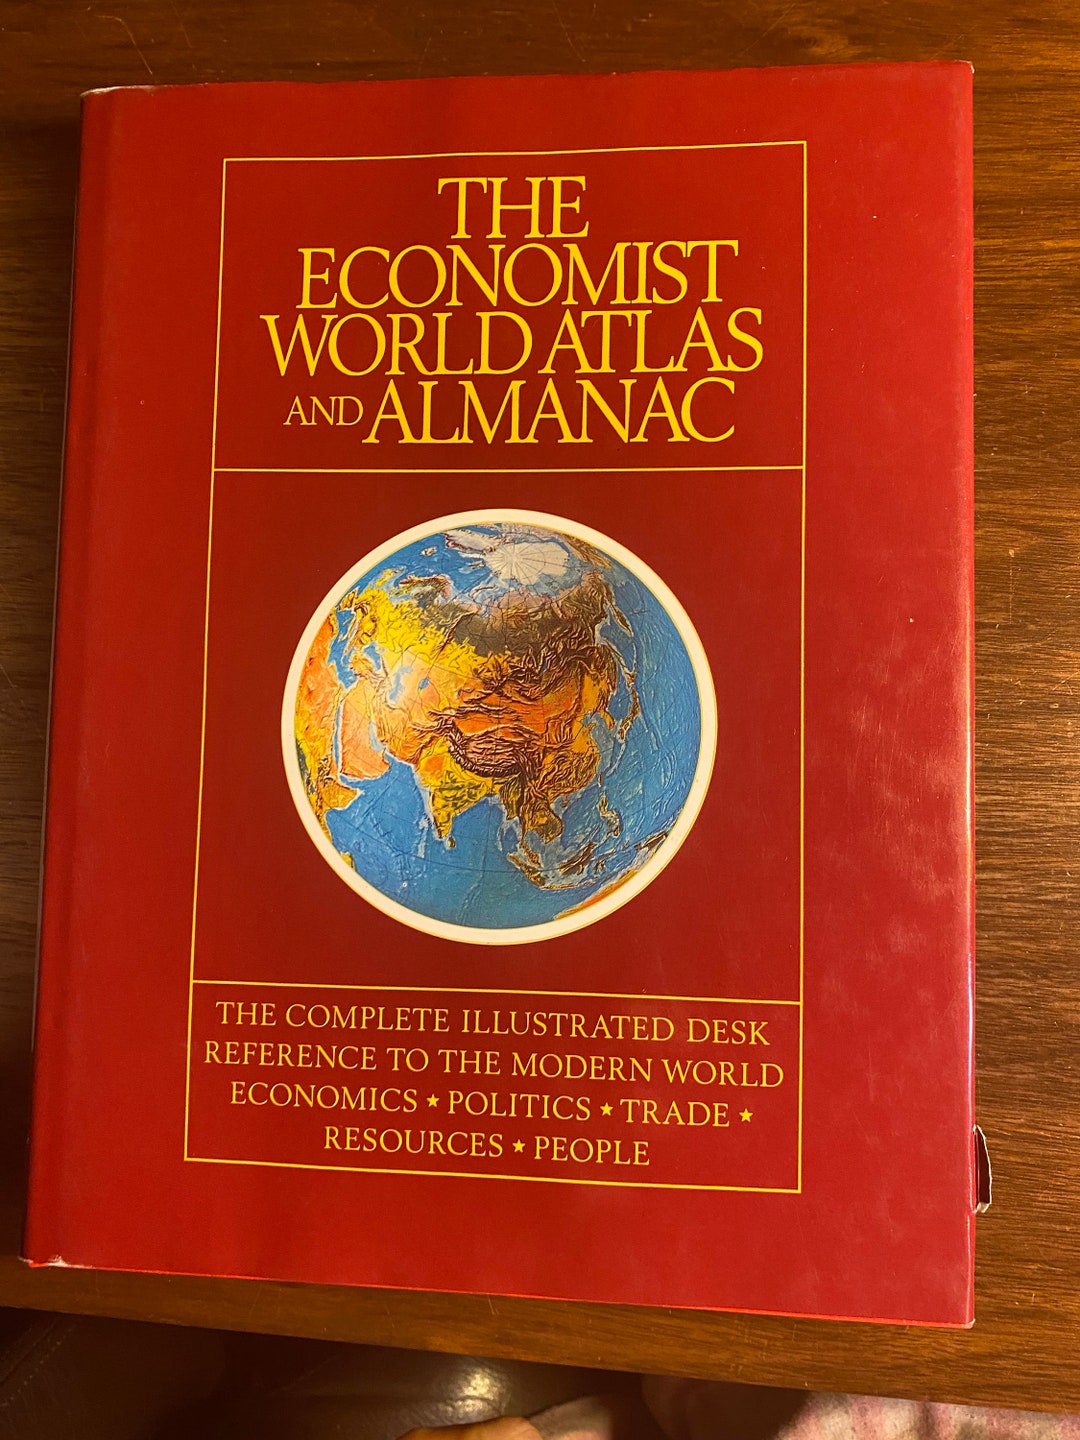 THE
ECONOMIST
WORLD ATLAS
AND ALMANAC
THE COMPLETE ILLUSTRATED DESK
REFERENCE TO THE MODERN WORLD
ECONOMICS ★ POLITICS ★ TRADE ★
RESOURCES ★ PEOPLE